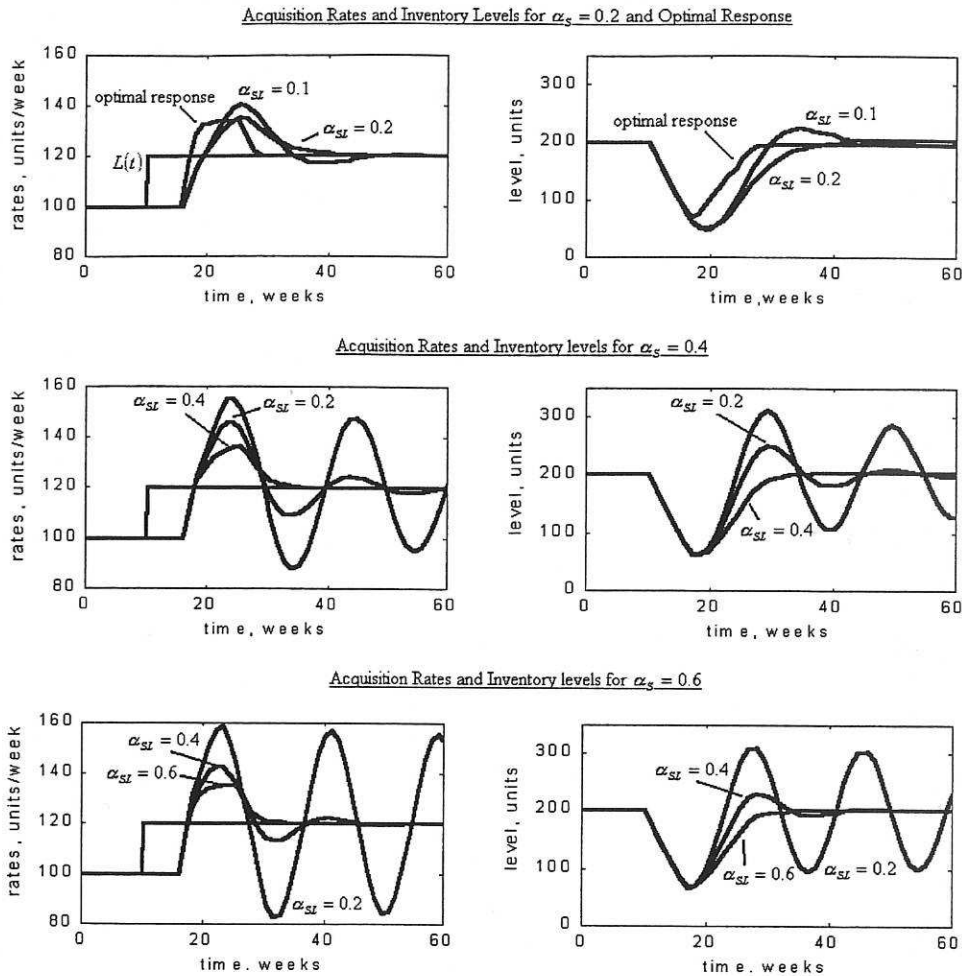 Acquisition Rates and Inventory Levels for α_S = 0.2 and Optimal Response
rates, units/week
160
140
120
100
80
optimal response
α_SL = 0.1
α_SL = 0.2
L(t)
0 20 40 60
time, weeks
level, units
300
200
100
0
optimal response
α_SL = 0.1
α_SL = 0.2
0 20 40 60
time,weeks
Acquisition Rates and Inventory levels for α_S = 0.4
rates, units/week
160
140
120
100
80
α_SL = 0.4
α_SL = 0.2
0 20 40 60
time, weeks
level, units
300
200
100
0
α_SL = 0.2
α_SL = 0.4
0 20 40 60
time, weeks
Acquisition Rates and Inventory levels for α_S = 0.6
rates, units/week
160
140
120
100
80
α_SL = 0.4
α_SL = 0.6
α_SL = 0.2
0 20 40 60
time. weeks
level, units
300
200
100
0
α_SL = 0.4
α_SL = 0.6
α_SL = 0.2
0 20 40 60
time. weeks